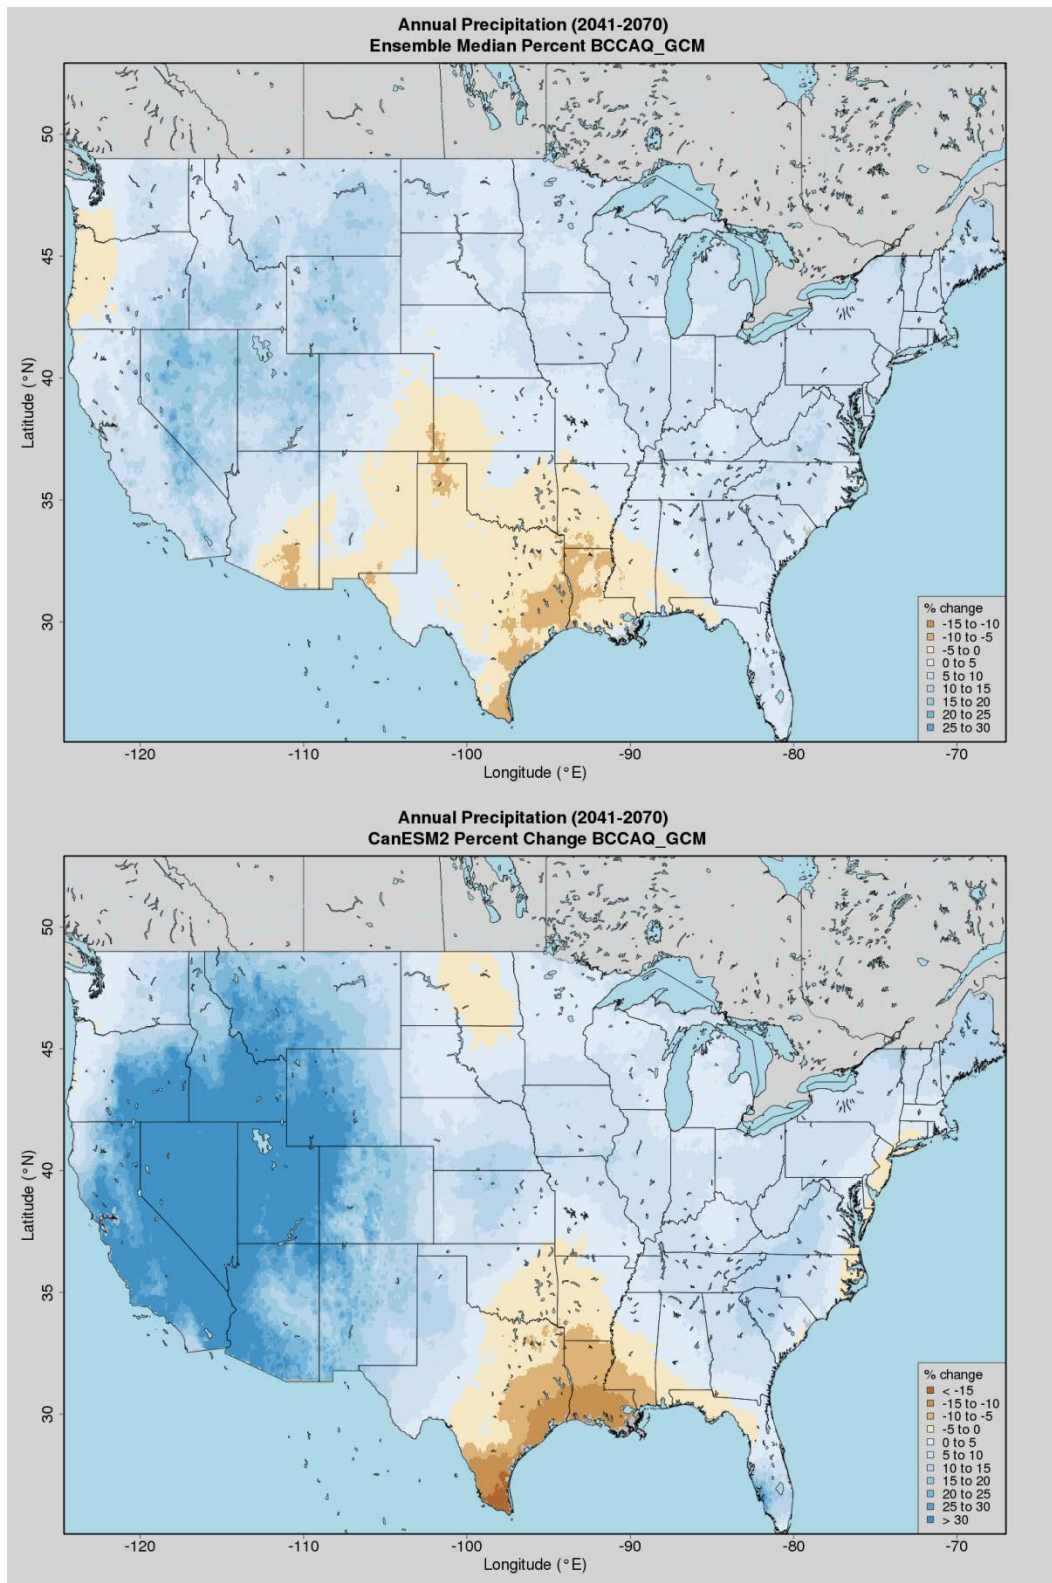 Annual Precipitation (2041-2070)
Ensemble Median Percent BCCAQ_GCM
50
45
40
35
30
Latitude (°N)
% change
-15 to -10
-10 to -5
-5 to 0
0 to 5
5 to 10
10 to 15
15 to 20
20 to 25
25 to 30
-120
-110
-100
-90
-80
-70
Longitude (°E)
Annual Precipitation (2041-2070)
CanESM2 Percent Change BCCAQ_GCM
50
45
40
35
30
Latitude (°N)
% change
< -15
-15 to -10
-10 to -5
-5 to 0
0 to 5
5 to 10
10 to 15
15 to 20
20 to 25
25 to 30
> 30
-120
-110
-100
-90
-80
-70
Longitude (°E)